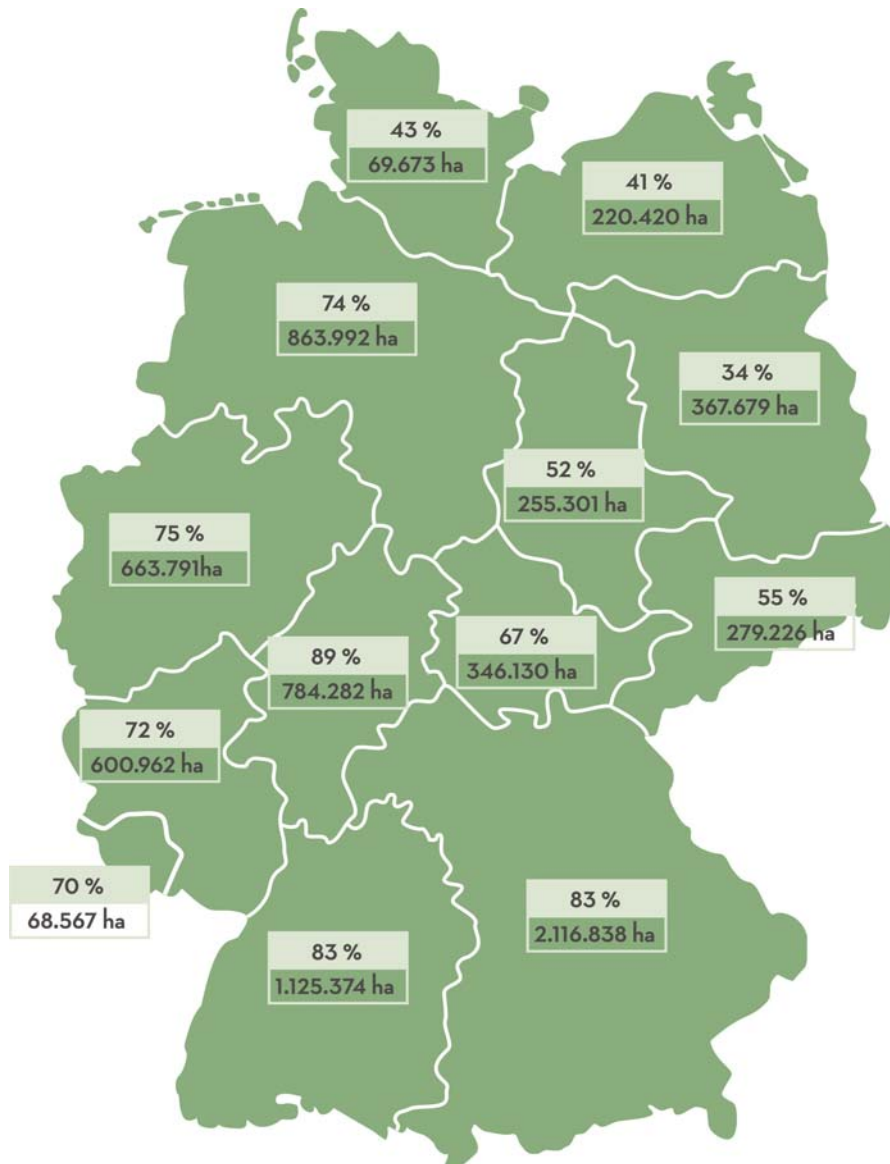 43 %
69.673 ha
41 %
220.420 ha
74 %
863.992 ha
34 %
367.679 ha
52 %
255.301 ha
75 %
663.791ha
55 %
279.226 ha
67 %
346.130 ha
89 %
784.282 ha
72 %
600.962 ha
70 %
68.567 ha
83 %
2.116.838 ha
83 %
1.125.374 ha